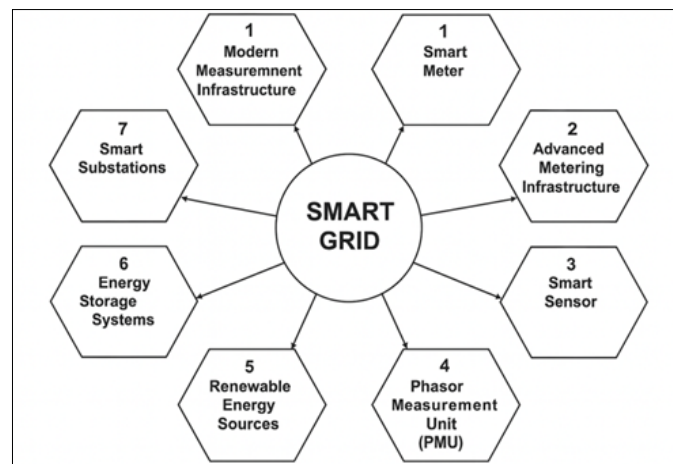 1
Modern
Measuremnent
Infrastructure
1
Smart
Meter
7
Smart
Substations
2
Advanced
Metering
Infrastructure
SMART
GRID
6
Energy
Storage
Systems
3
Smart
Sensor
5
Renewable
Energy
Sources
4
Phasor
Measurement
Unit
(PMU)